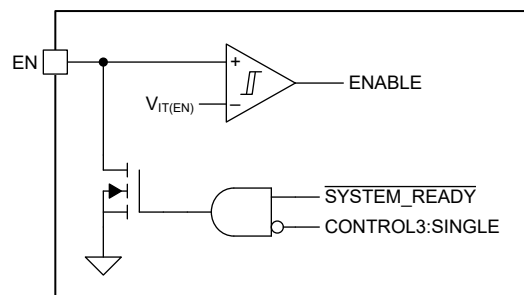 EN
+
ENABLE
V_IT(EN)
−
SYSTEM_READY
CONTROL3:SINGLE